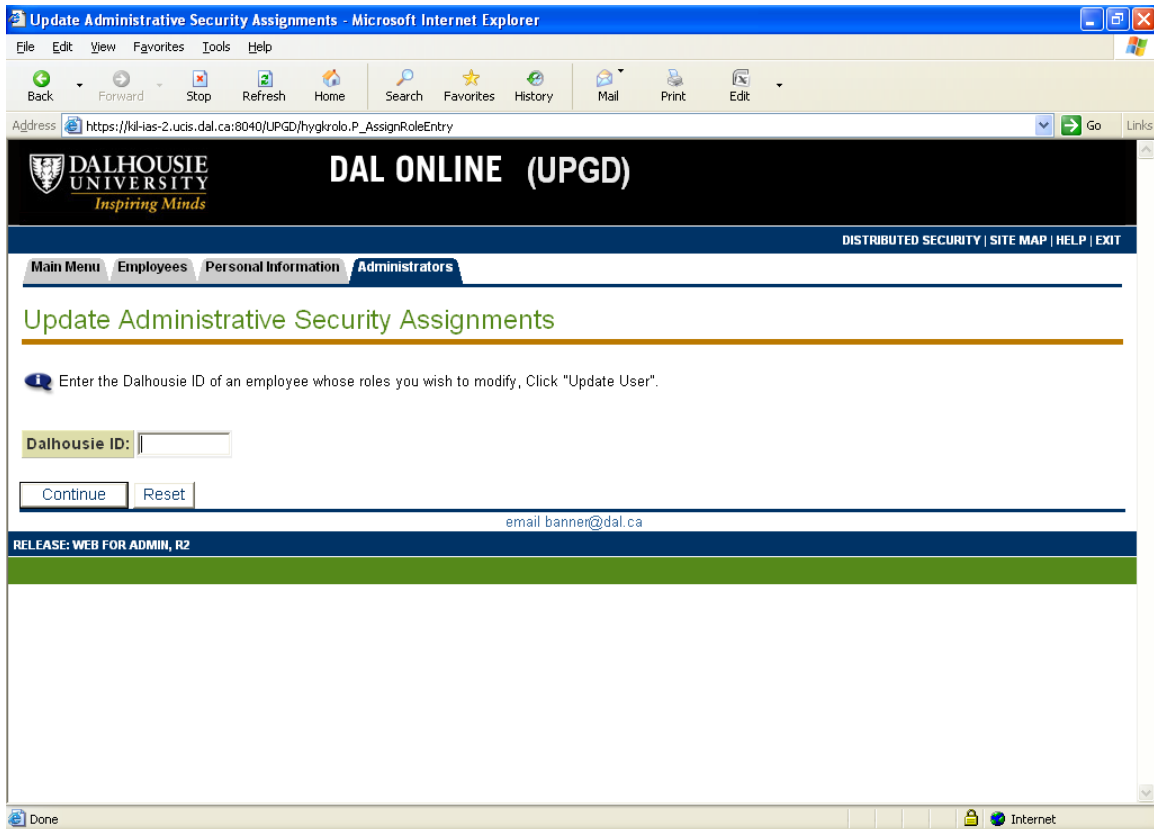 Update Administrative Security Assignments - Microsoft Internet Explorer
File Edit View Favorites Tools Help
Back Forward Stop Refresh Home Search Favorites History Mail Print Edit
Address https://kil-ias-2.ucis.dal.ca:8040/UPGD/hygkrolo.P_AssignRoleEntry Go Links
DALHOUSIE UNIVERSITY Inspiring Minds
DAL ONLINE (UPGD)
DISTRIBUTED SECURITY | SITE MAP | HELP | EXIT
Main Menu Employees Personal Information Administrators
Update Administrative Security Assignments
Enter the Dalhousie ID of an employee whose roles you wish to modify, Click "Update User".
Dalhousie ID:
Continue Reset
email banner@dal.ca
RELEASE: WEB FOR ADMIN, R2
Done Internet